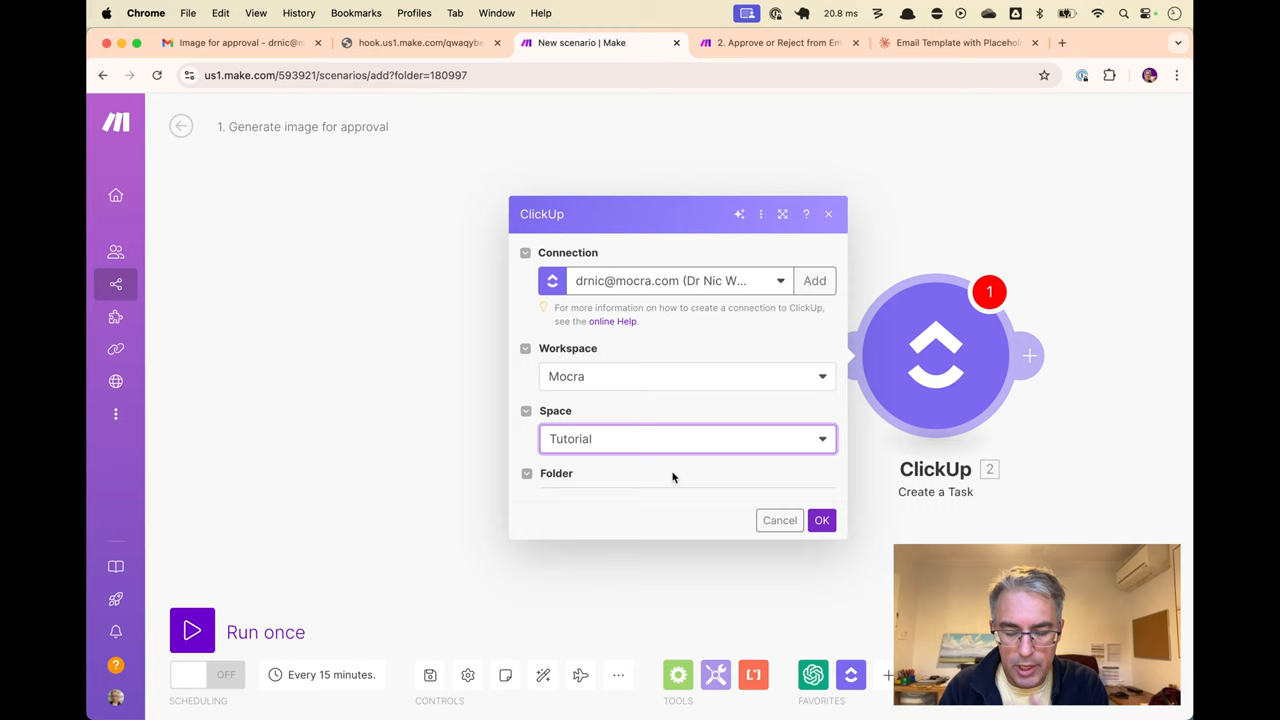 Chrome File Edit View History Bookmarks Profiles Tab Window Help 20.8 ms
Image for approval - drnic@m
hook.us1.make.com/qwaqybe
New scenario | Make
2. Approve or Reject from Em
Email Template with Placehol
us1.make.com/593921/scenarios/add?folder=180997
1. Generate image for approval
ClickUp
Connection
drnic@mocra.com (Dr Nic W...
Add
For more information on how to create a connection to ClickUp,
see the online Help.
Workspace
Mocra
Space
Tutorial
Folder
Cancel
OK
1
ClickUp 2
Create a Task
Run once
OFF
Every 15 minutes.
SCHEDULING
CONTROLS
TOOLS
FAVORITES